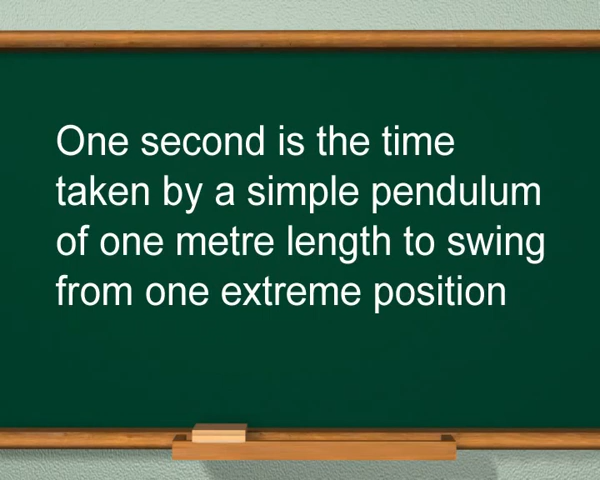 One second is the time
taken by a simple pendulum
of one metre length to swing
from one extreme position